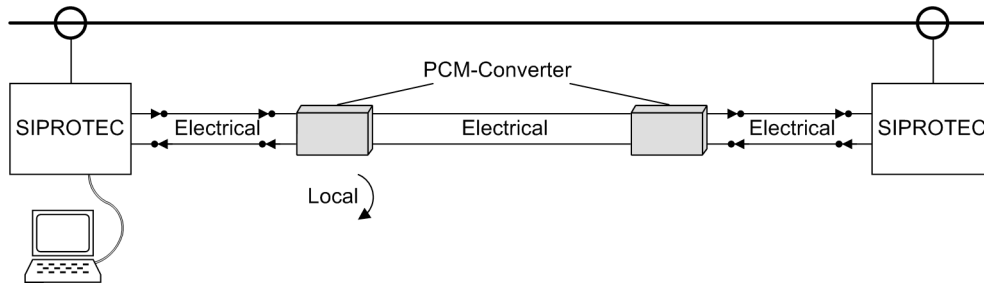 PCM-Converter
SIPROTEC
Electrical
Electrical
Electrical
SIPROTEC
Local